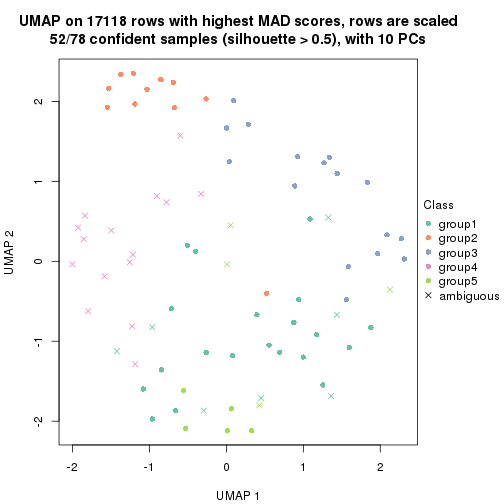 UMAP on 17118 rows with highest MAD scores, rows are scaled
52/78 confident samples (silhouette > 0.5), with 10 PCs
2
1
0
-1
-2
UMAP 2
-2
-1
0
1
2
UMAP 1
Class
group1
group2
group3
group4
group5
ambiguous